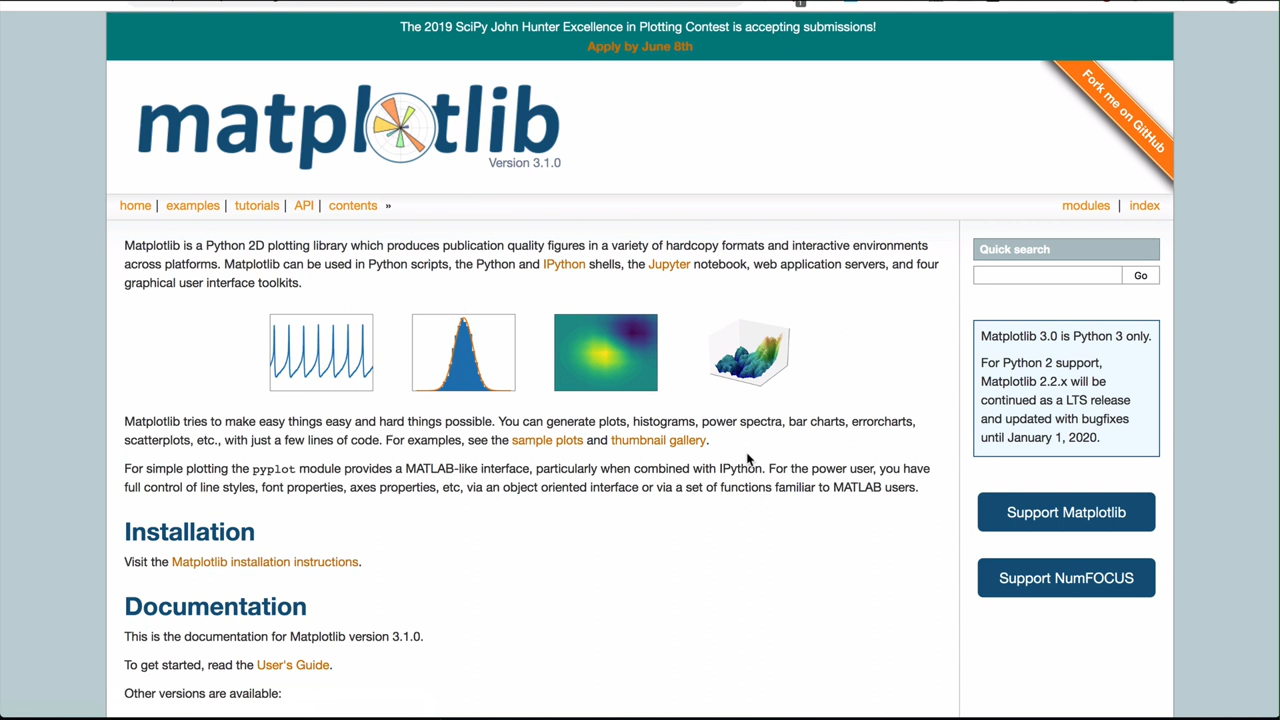 The 2019 SciPy John Hunter Excellence in Plotting Contest is accepting submissions!
Apply by June 8th
matplotlib
Version 3.1.0
Fork me on GitHub
home | examples | tutorials | API | contents »
modules | index
Matplotlib is a Python 2D plotting library which produces publication quality figures in a variety of hardcopy formats and interactive environments
across platforms. Matplotlib can be used in Python scripts, the Python and IPython shells, the Jupyter notebook, web application servers, and four
graphical user interface toolkits.
Matplotlib tries to make easy things easy and hard things possible. You can generate plots, histograms, power spectra, bar charts, errorcharts,
scatterplots, etc., with just a few lines of code. For examples, see the sample plots and thumbnail gallery.
For simple plotting the pyplot module provides a MATLAB-like interface, particularly when combined with IPython. For the power user, you have
full control of line styles, font properties, axes properties, etc, via an object oriented interface or via a set of functions familiar to MATLAB users.
Installation
Visit the Matplotlib installation instructions.
Documentation
This is the documentation for Matplotlib version 3.1.0.
To get started, read the User's Guide.
Other versions are available:
Quick search
Go
Matplotlib 3.0 is Python 3 only.
For Python 2 support,
Matplotlib 2.2.x will be
continued as a LTS release
and updated with bugfixes
until January 1, 2020.
Support Matplotlib
Support NumFOCUS